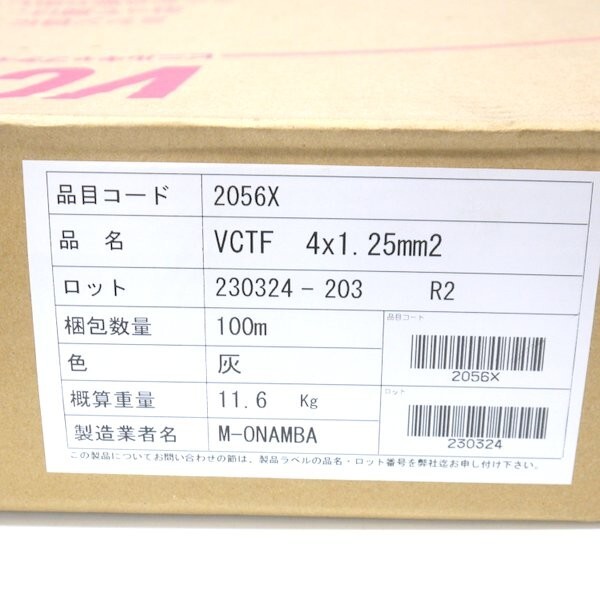 VC
品目コード 2056X
品 名 VCTF 4x1.25mm2
ロット 230324-203 R2
梱包数量 100m
品目コード
2056X
色 灰
概算重量 11.6 Kg
ロット
230324
製造業者名 M-ONAMBA
この製品についてお問い合わせの節は、製品ラベルの品名・ロット番号を弊社迄お申し付け下さい。